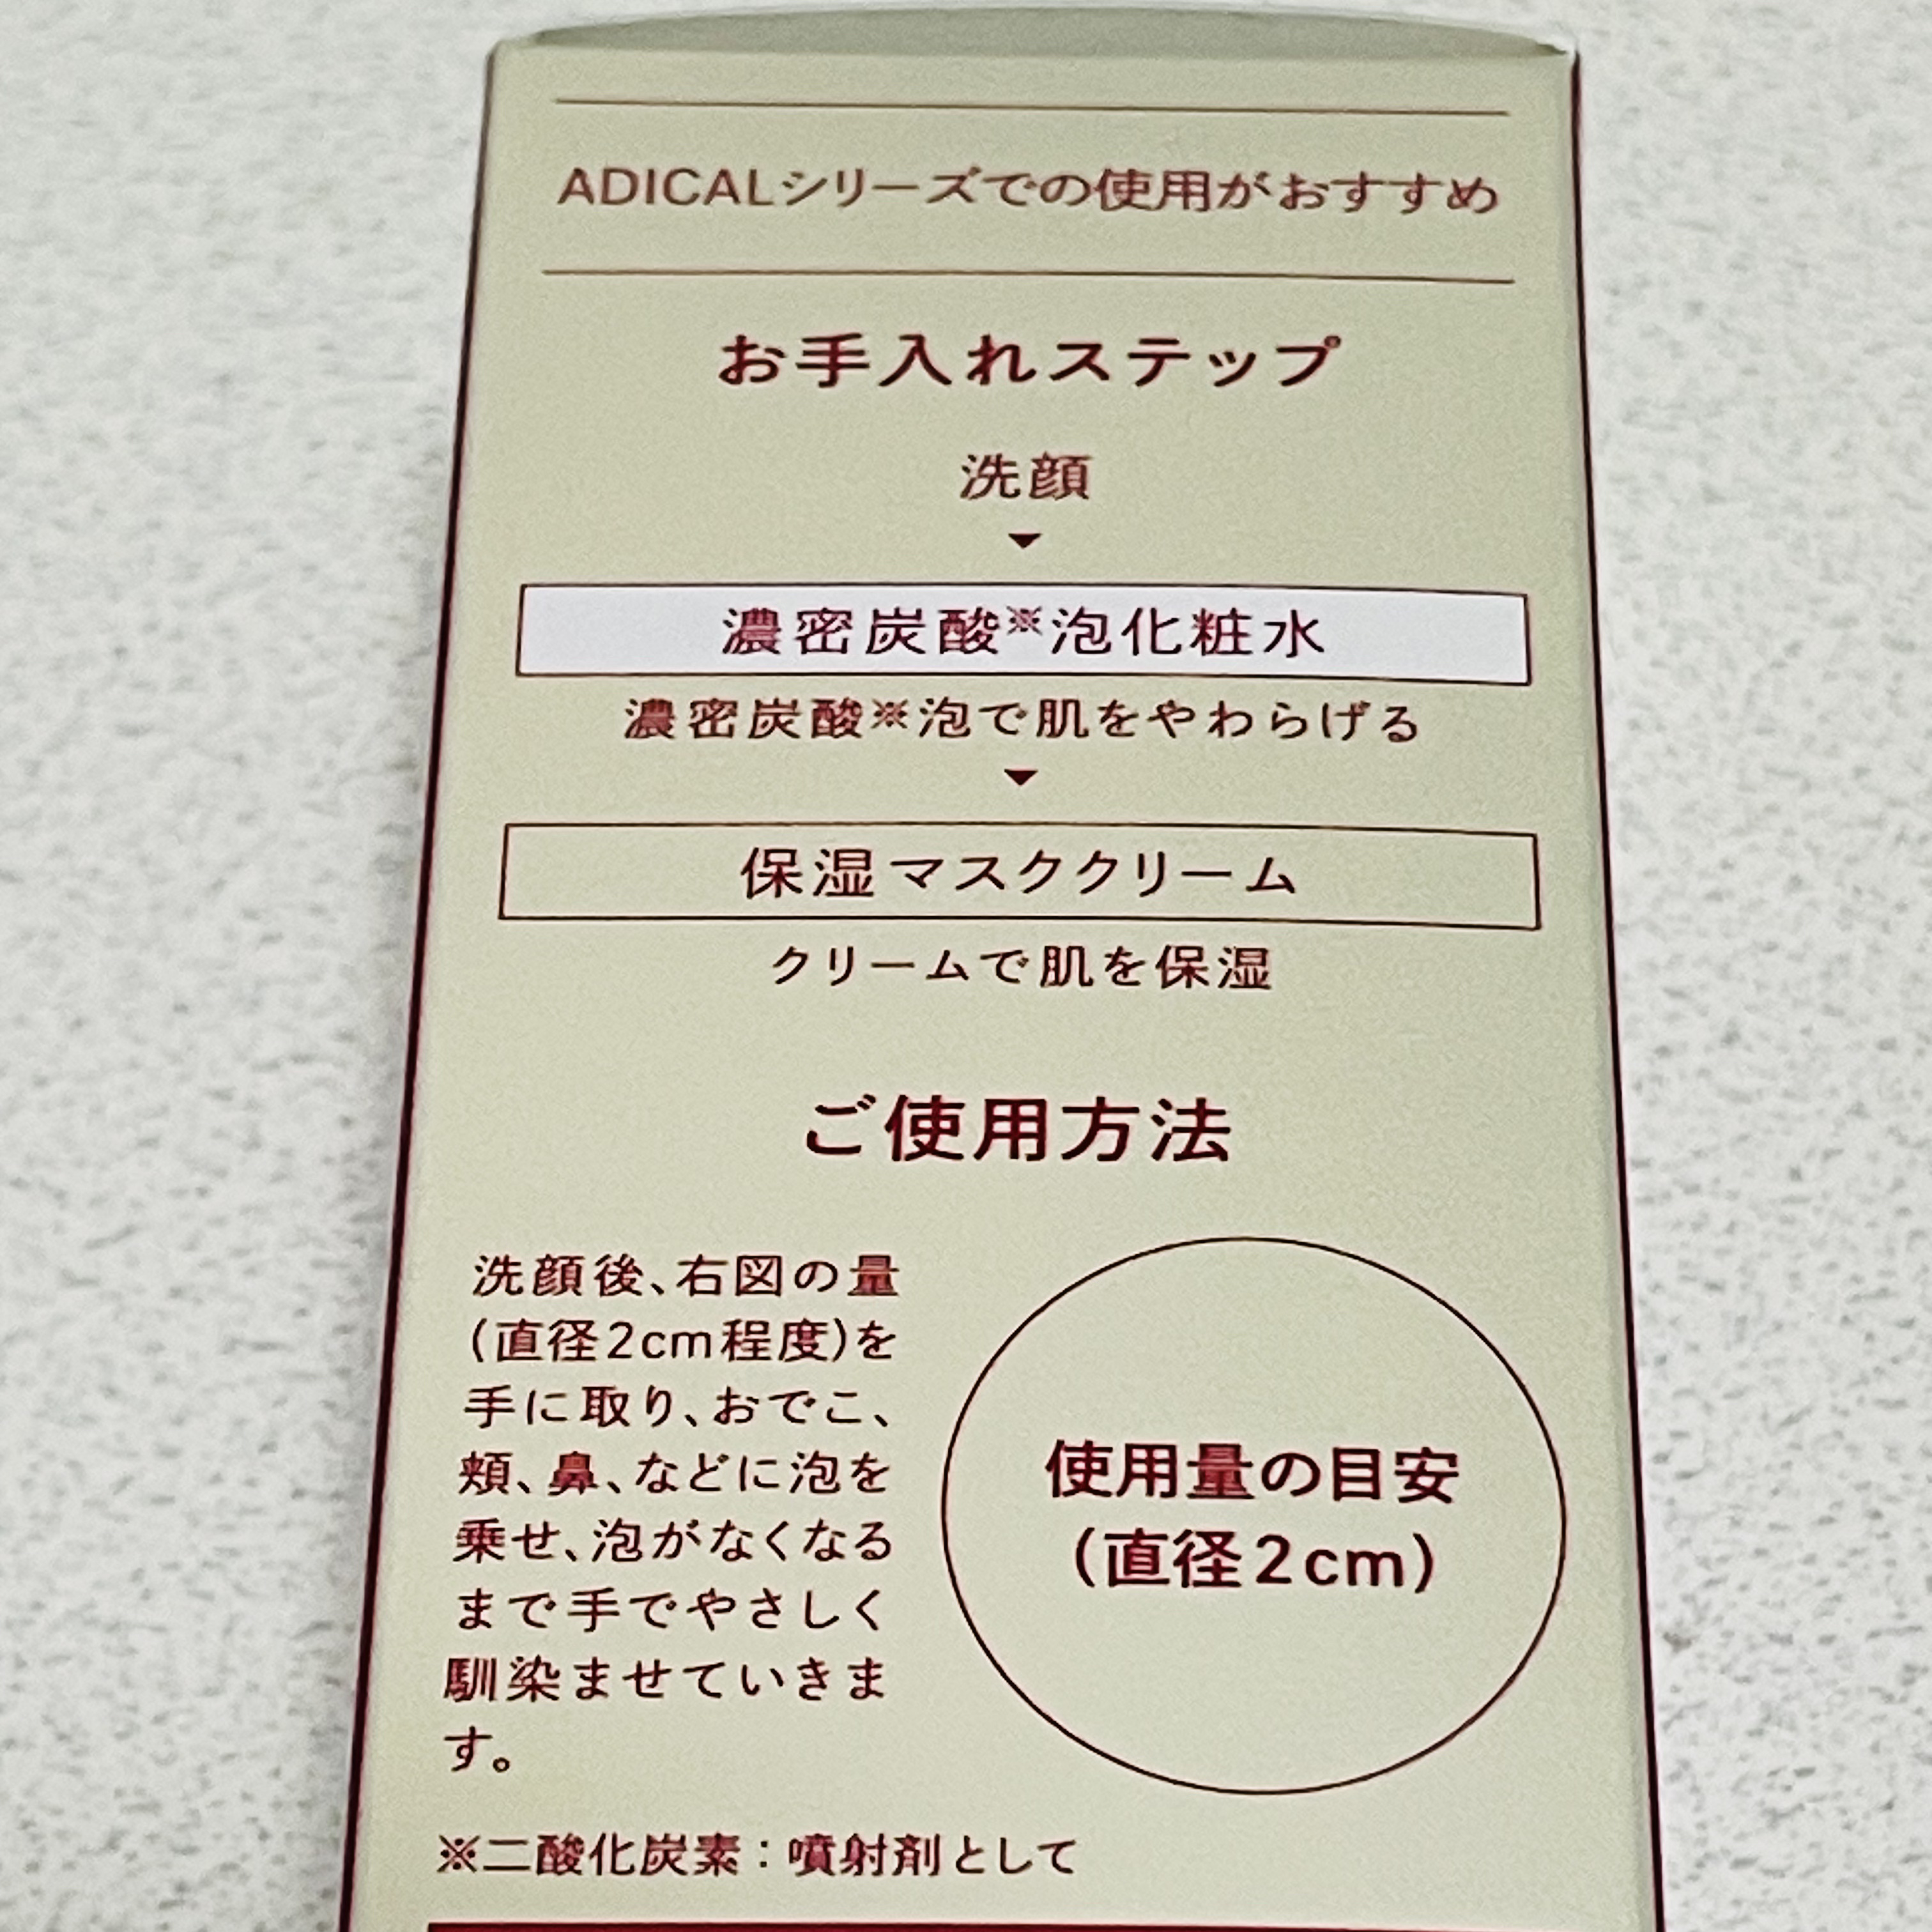 ADICALシリーズでの使用がおすすめ
お手入れステップ
洗顔
濃密炭酸※泡化粧水
濃密炭酸※泡で肌をやわらげる
保湿マスククリーム
クリームで肌を保湿
ご使用方法
洗顔後、右図の量
(直径2cm程度)を
手に取り、おでこ、
頬、鼻、などに泡を
乗せ、泡がなくなる
まで手でやさしく
馴染ませていきま
す。
使用量の目安
(直径2cm)
※二酸化炭素：噴射剤として